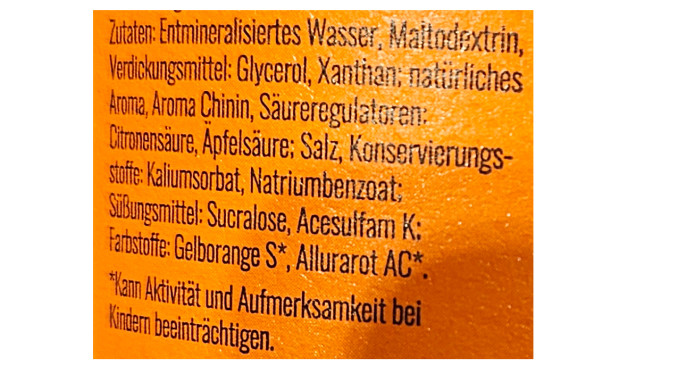 Zutaten: Entmineralisiertes Wasser, Maltodextrin,
Verdickungsmittel: Glycerol, Xanthan; natürliches
Aroma, Aroma Chinin, Säureregulatoren:
Citronensäure, Äpfelsäure; Salz, Konservierungs-
stoffe: Kaliumsorbat, Natriumbenzoat;
Süßungsmittel: Sucralose, Acesulfam K;
Farbstoffe: Gelborange S*, Allurarot AC*.
*Kann Aktivität und Aufmerksamkeit bei
Kindern beeinträchtigen.